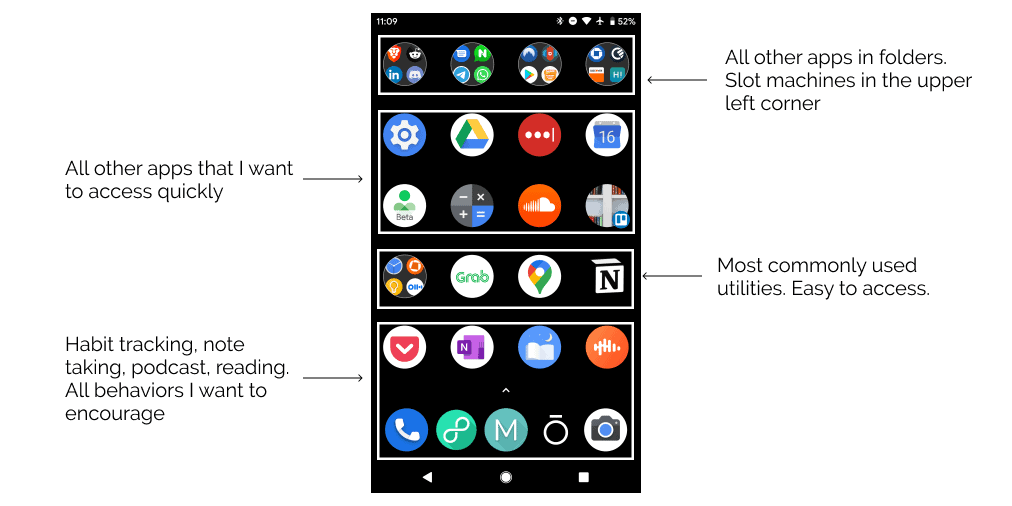 11:09
52%
All other apps in folders.
Slot machines in the upper
left corner
16
All other apps that I want
to access quickly
Beta
Grab
Most commonly used
utilities. Easy to access.
Habit tracking, note
taking, podcast, reading.
All behaviors I want to
encourage